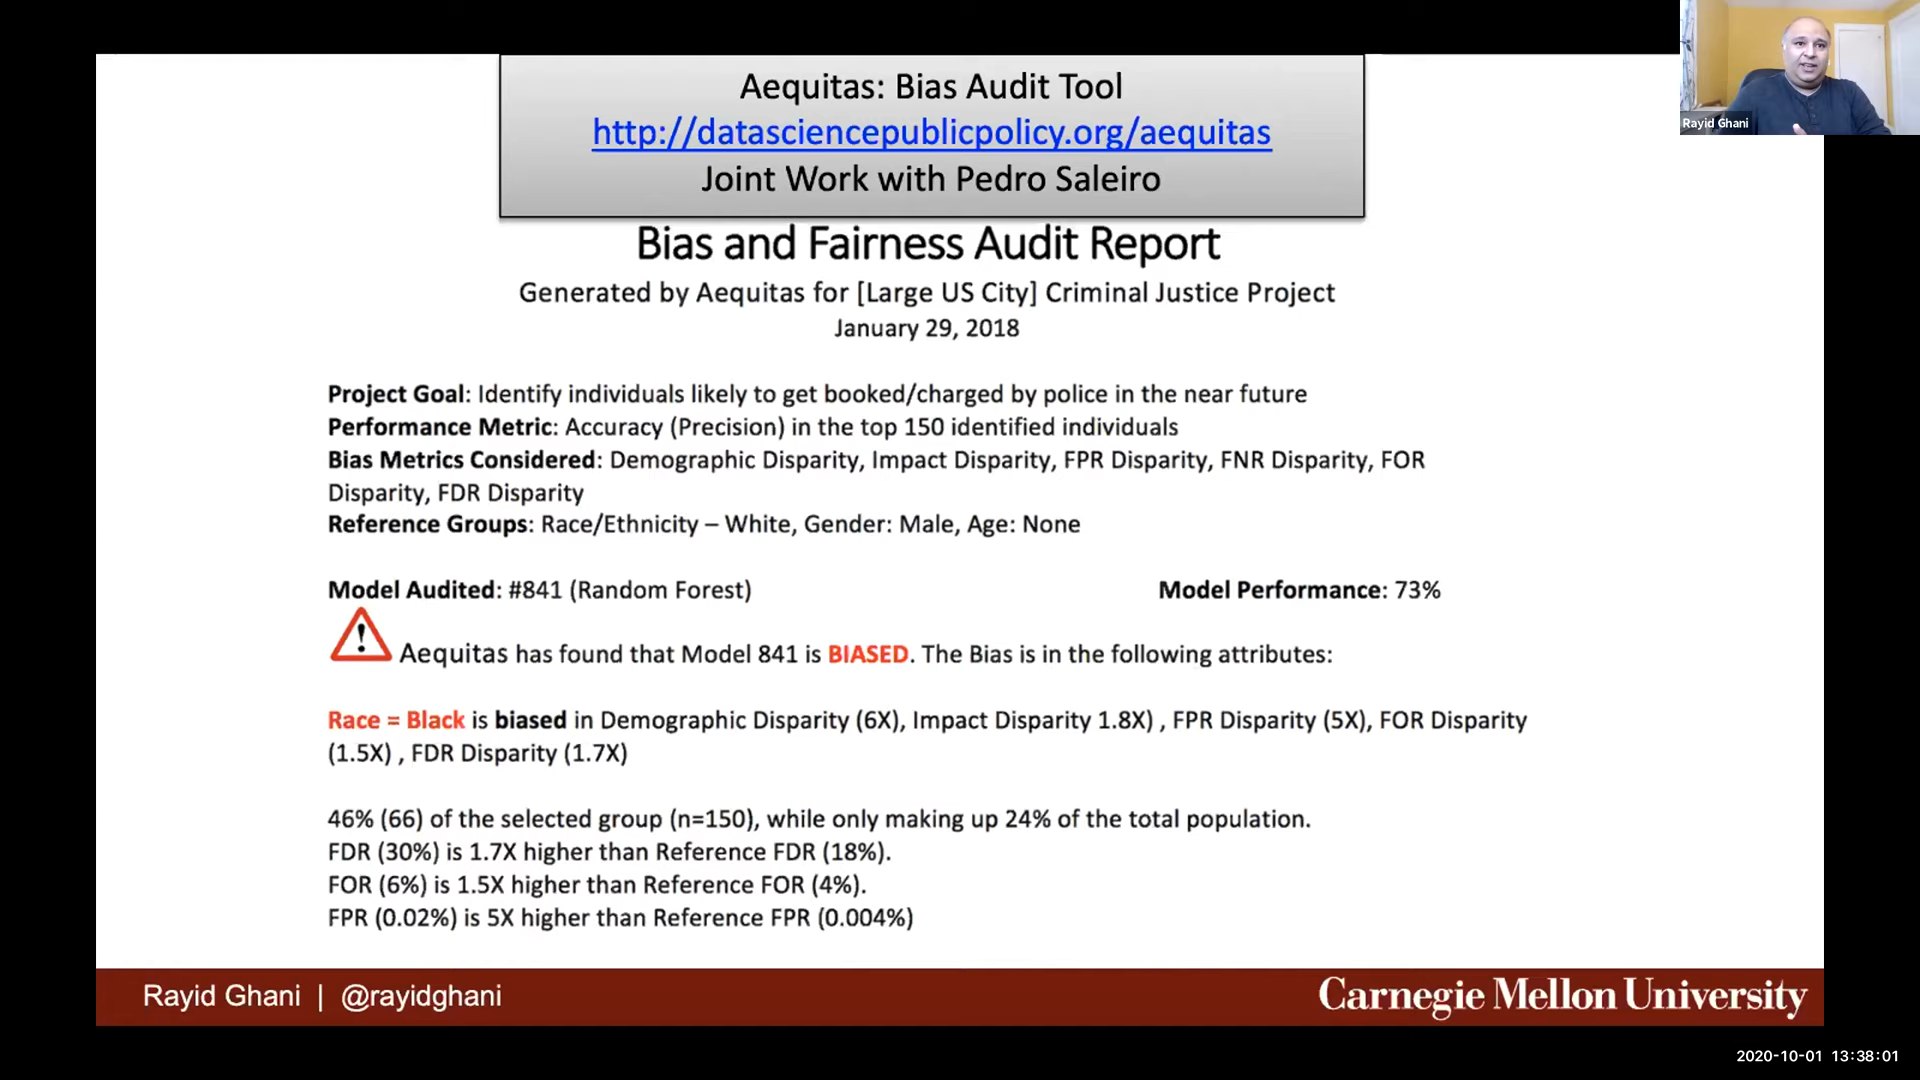 Aequitas: Bias Audit Tool
http://datasciencepublicpolicy.org/aequitas
Joint Work with Pedro Saleiro
Rayid Ghani
Bias and Fairness Audit Report
Generated by Aequitas for [Large US City] Criminal Justice Project
January 29, 2018
Project Goal: Identify individuals likely to get booked/charged by police in the near future
Performance Metric: Accuracy (Precision) in the top 150 identified individuals
Bias Metrics Considered: Demographic Disparity, Impact Disparity, FPR Disparity, FNR Disparity, FOR
Disparity, FDR Disparity
Reference Groups: Race/Ethnicity – White, Gender: Male, Age: None
Model Audited: #841 (Random Forest) Model Performance: 73%
Aequitas has found that Model 841 is BIASED. The Bias is in the following attributes:
Race = Black is biased in Demographic Disparity (6X), Impact Disparity 1.8X) , FPR Disparity (5X), FOR Disparity
(1.5X) , FDR Disparity (1.7X)
46% (66) of the selected group (n=150), while only making up 24% of the total population.
FDR (30%) is 1.7X higher than Reference FDR (18%).
FOR (6%) is 1.5X higher than Reference FOR (4%).
FPR (0.02%) is 5X higher than Reference FPR (0.004%)
Rayid Ghani | @rayidghani
Carnegie Mellon University
2020-10-01 13:38:01